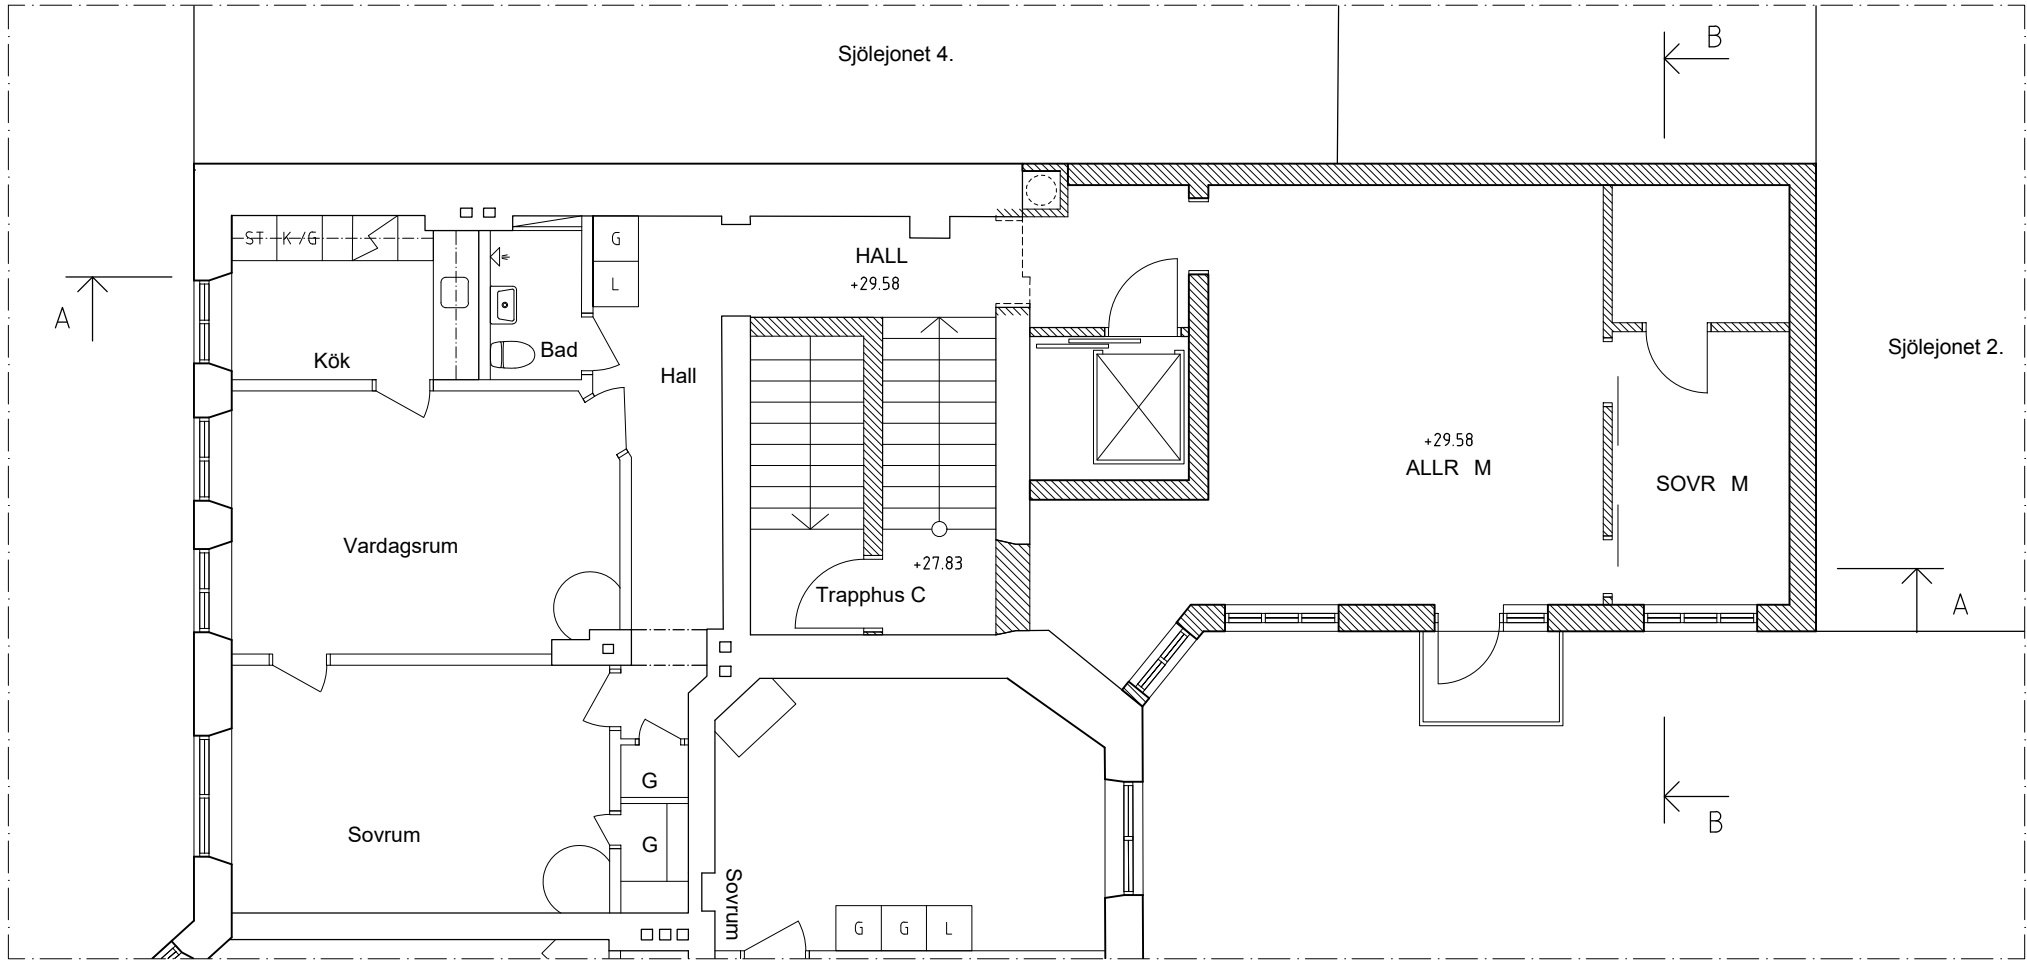 B
Sjölejonet 4.
ST K/G
G
L
HALL
+29.58
A
Kök
Bad
Hall
Sjölejonet 2.
+29.58
ALLR M
SOVR M
Vardagsrum
+27.83
Trapphus C
A
G
B
Sovrum
G
Sovrum
G G L